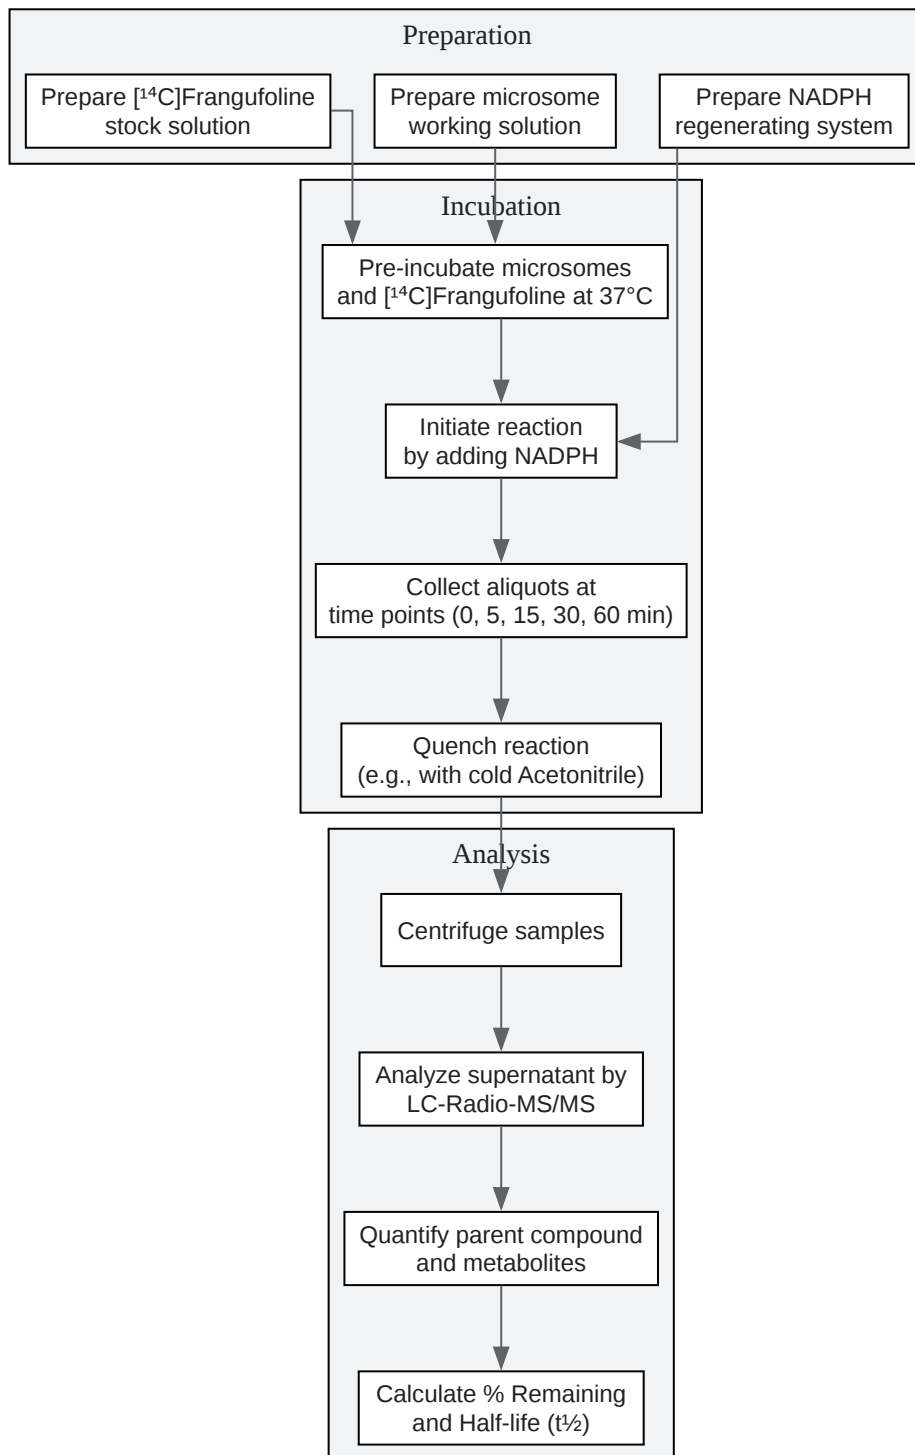 Preparation
Prepare [¹⁴C]Frangufoline
stock solution
Prepare microsome
working solution
Prepare NADPH
regenerating system
Incubation
Pre-incubate microsomes
and [¹⁴C]Frangufoline at 37°C
Initiate reaction
by adding NADPH
Collect aliquots at
time points (0, 5, 15, 30, 60 min)
Quench reaction
(e.g., with cold Acetonitrile)
Analysis
Centrifuge samples
Analyze supernatant by
LC-Radio-MS/MS
Quantify parent compound
and metabolites
Calculate % Remaining
and Half-life (t½)